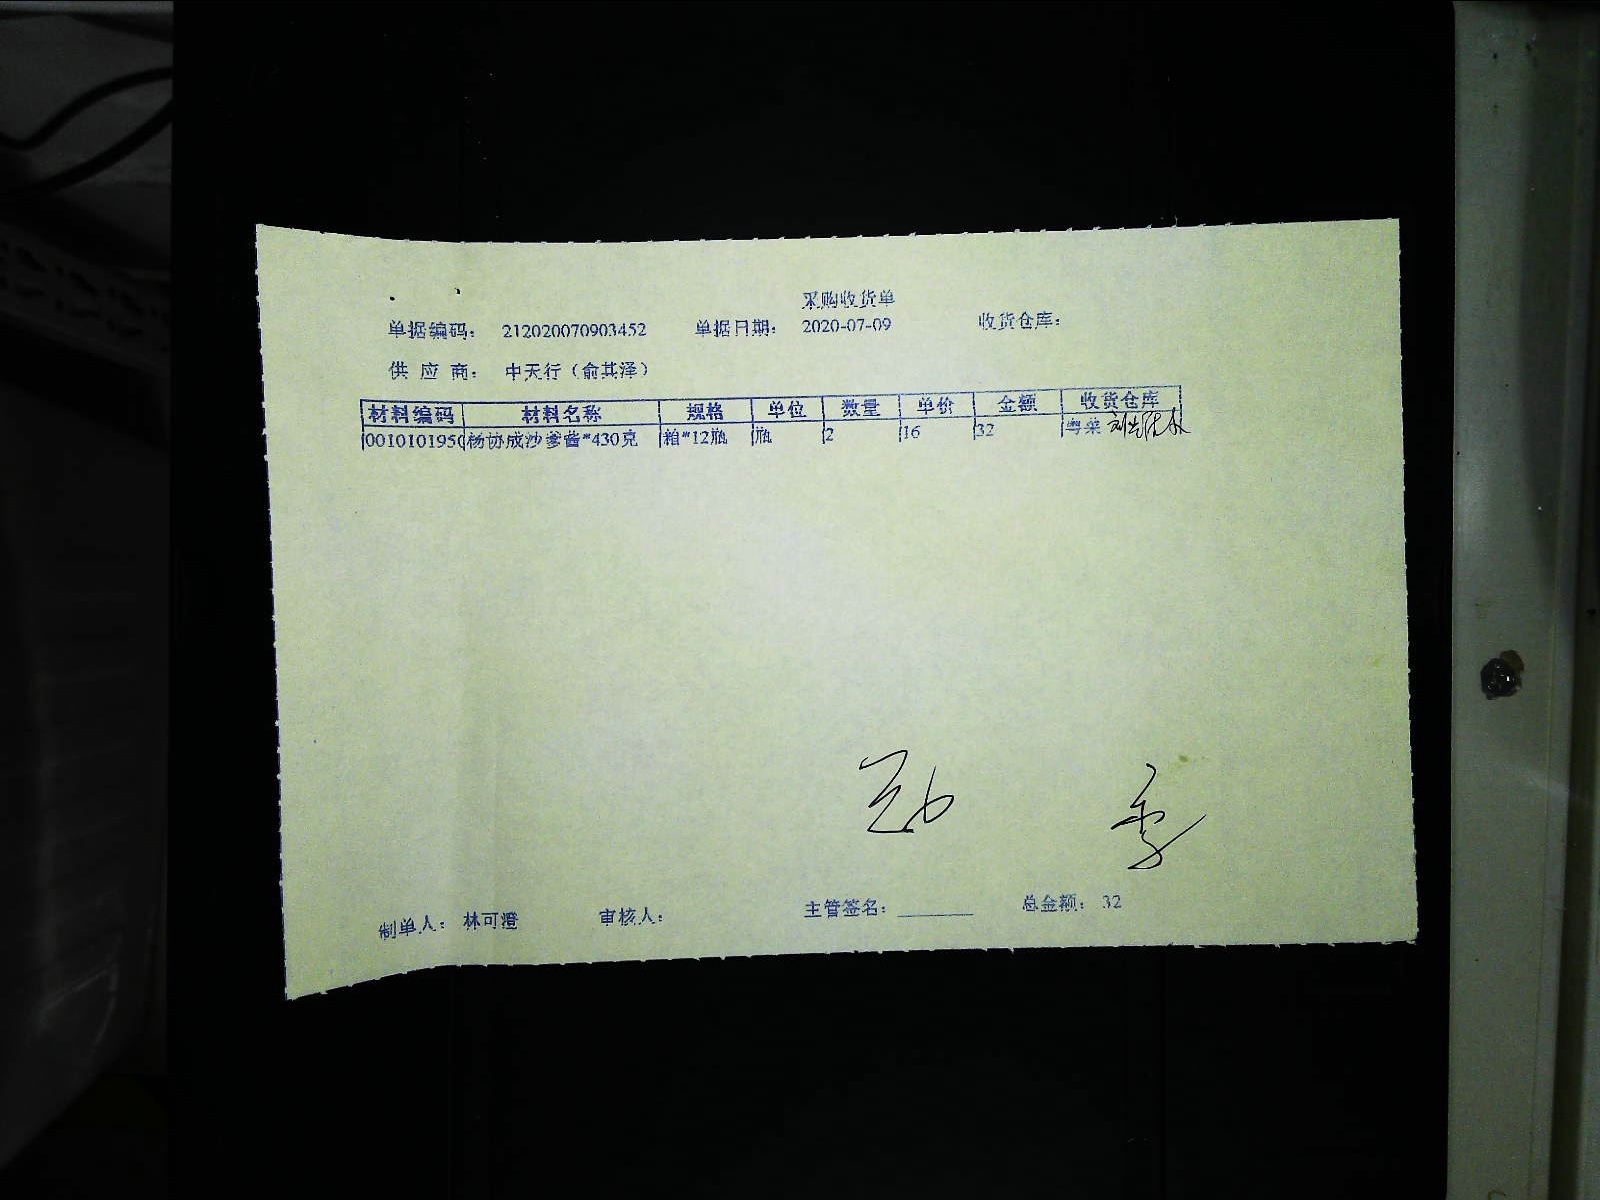 采购收货单
单据编码： 212020070903452 单据日期： 2020-07-09 收货仓库：
供 应 商： 中天行（俞其泽）
材料编码 材料名称 规格 单位 数量 单价 金额 收货仓库
0010101950 杨协成沙爹酱*430克 箱*12瓶 瓶 2 16 32 粤菜
制单人： 林可澄 审核人： 主管签名： 总金额： 32